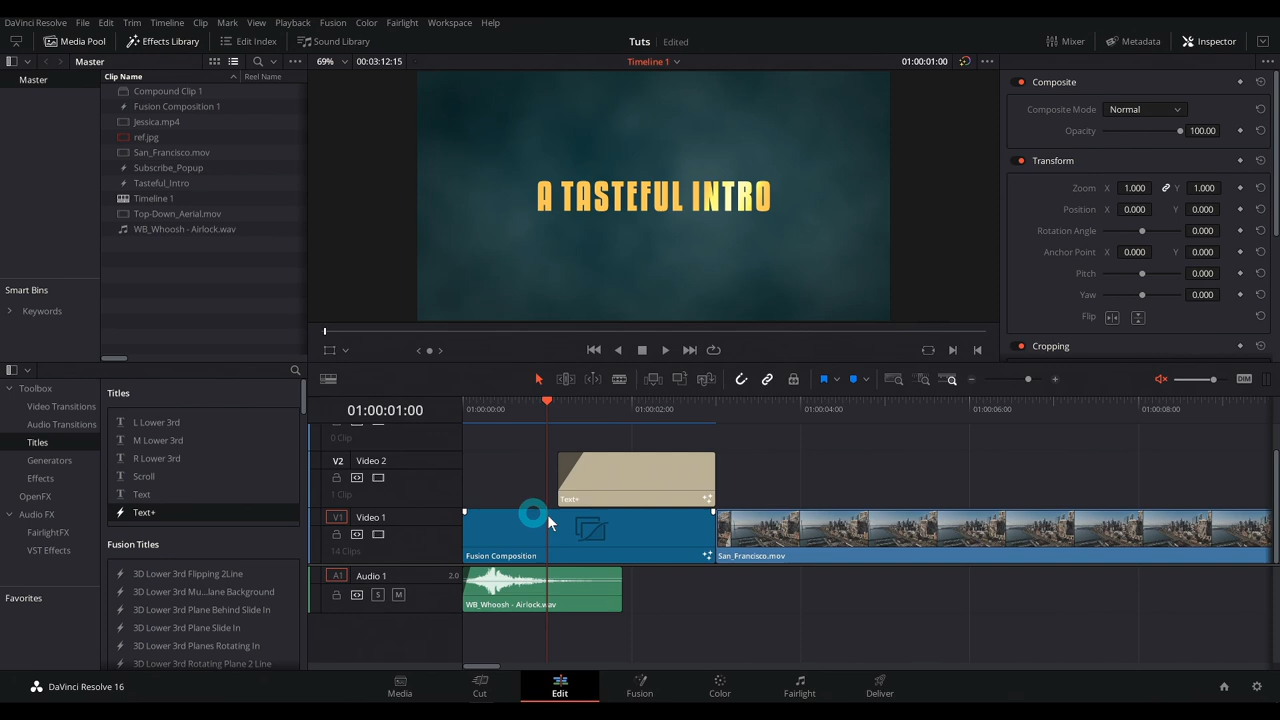 DaVinci Resolve File Edit Trim Timeline Clip Mark View Playback Fusion Color Fairlight Workspace Help
Media Pool Effects Library Edit Index Sound Library Tuts Edited Mixer Metadata Inspector
Master 69% 00:03:12:15 Timeline 1 01:00:01:00
Master
Clip Name Reel Name
Compound Clip 1
Fusion Composition 1
Jessica.mp4
ref.jpg
San_Francisco.mov
Subscribe_Popup
Tasteful_Intro
Timeline 1
Top-Down_Aerial.mov
WB_Whoosh - Airlock.wav
Smart Bins
Keywords
A TASTEFUL INTRO
Composite
Composite Mode Normal
Opacity 100.00
Transform
Zoom X 1.000 Y 1.000
Position X 0.000 Y 0.000
Rotation Angle 0.000
Anchor Point X 0.000 Y 0.000
Pitch 0.000
Yaw 0.000
Flip
Cropping
Toolbox
Video Transitions
Audio Transitions
Titles
Generators
Effects
OpenFX
Audio FX
FairlightFX
VST Effects
Favorites
Titles
L Lower 3rd
M Lower 3rd
R Lower 3rd
Scroll
Text
Text+
Fusion Titles
3D Lower 3rd Flipping 2Line
3D Lower 3rd Mu...lane Background
3D Lower 3rd Plane Behind Slide In
3D Lower 3rd Plane Slide In
3D Lower 3rd Planes Rotating In
3D Lower 3rd Rotating Plane 2 Line
DIM
01:00:01:00 01:00:00:00 01:00:02:00 01:00:04:00 01:00:06:00 01:00:08:00
0 Clip
V2 Video 2
1 Clip
Text+
V1 Video 1
14 Clips
Fusion Composition
San_Francisco.mov
A1 Audio 1 2.0
S M
WB_Whoosh - Airlock.wav
DaVinci Resolve 16
Media Cut Edit Fusion Color Fairlight Deliver